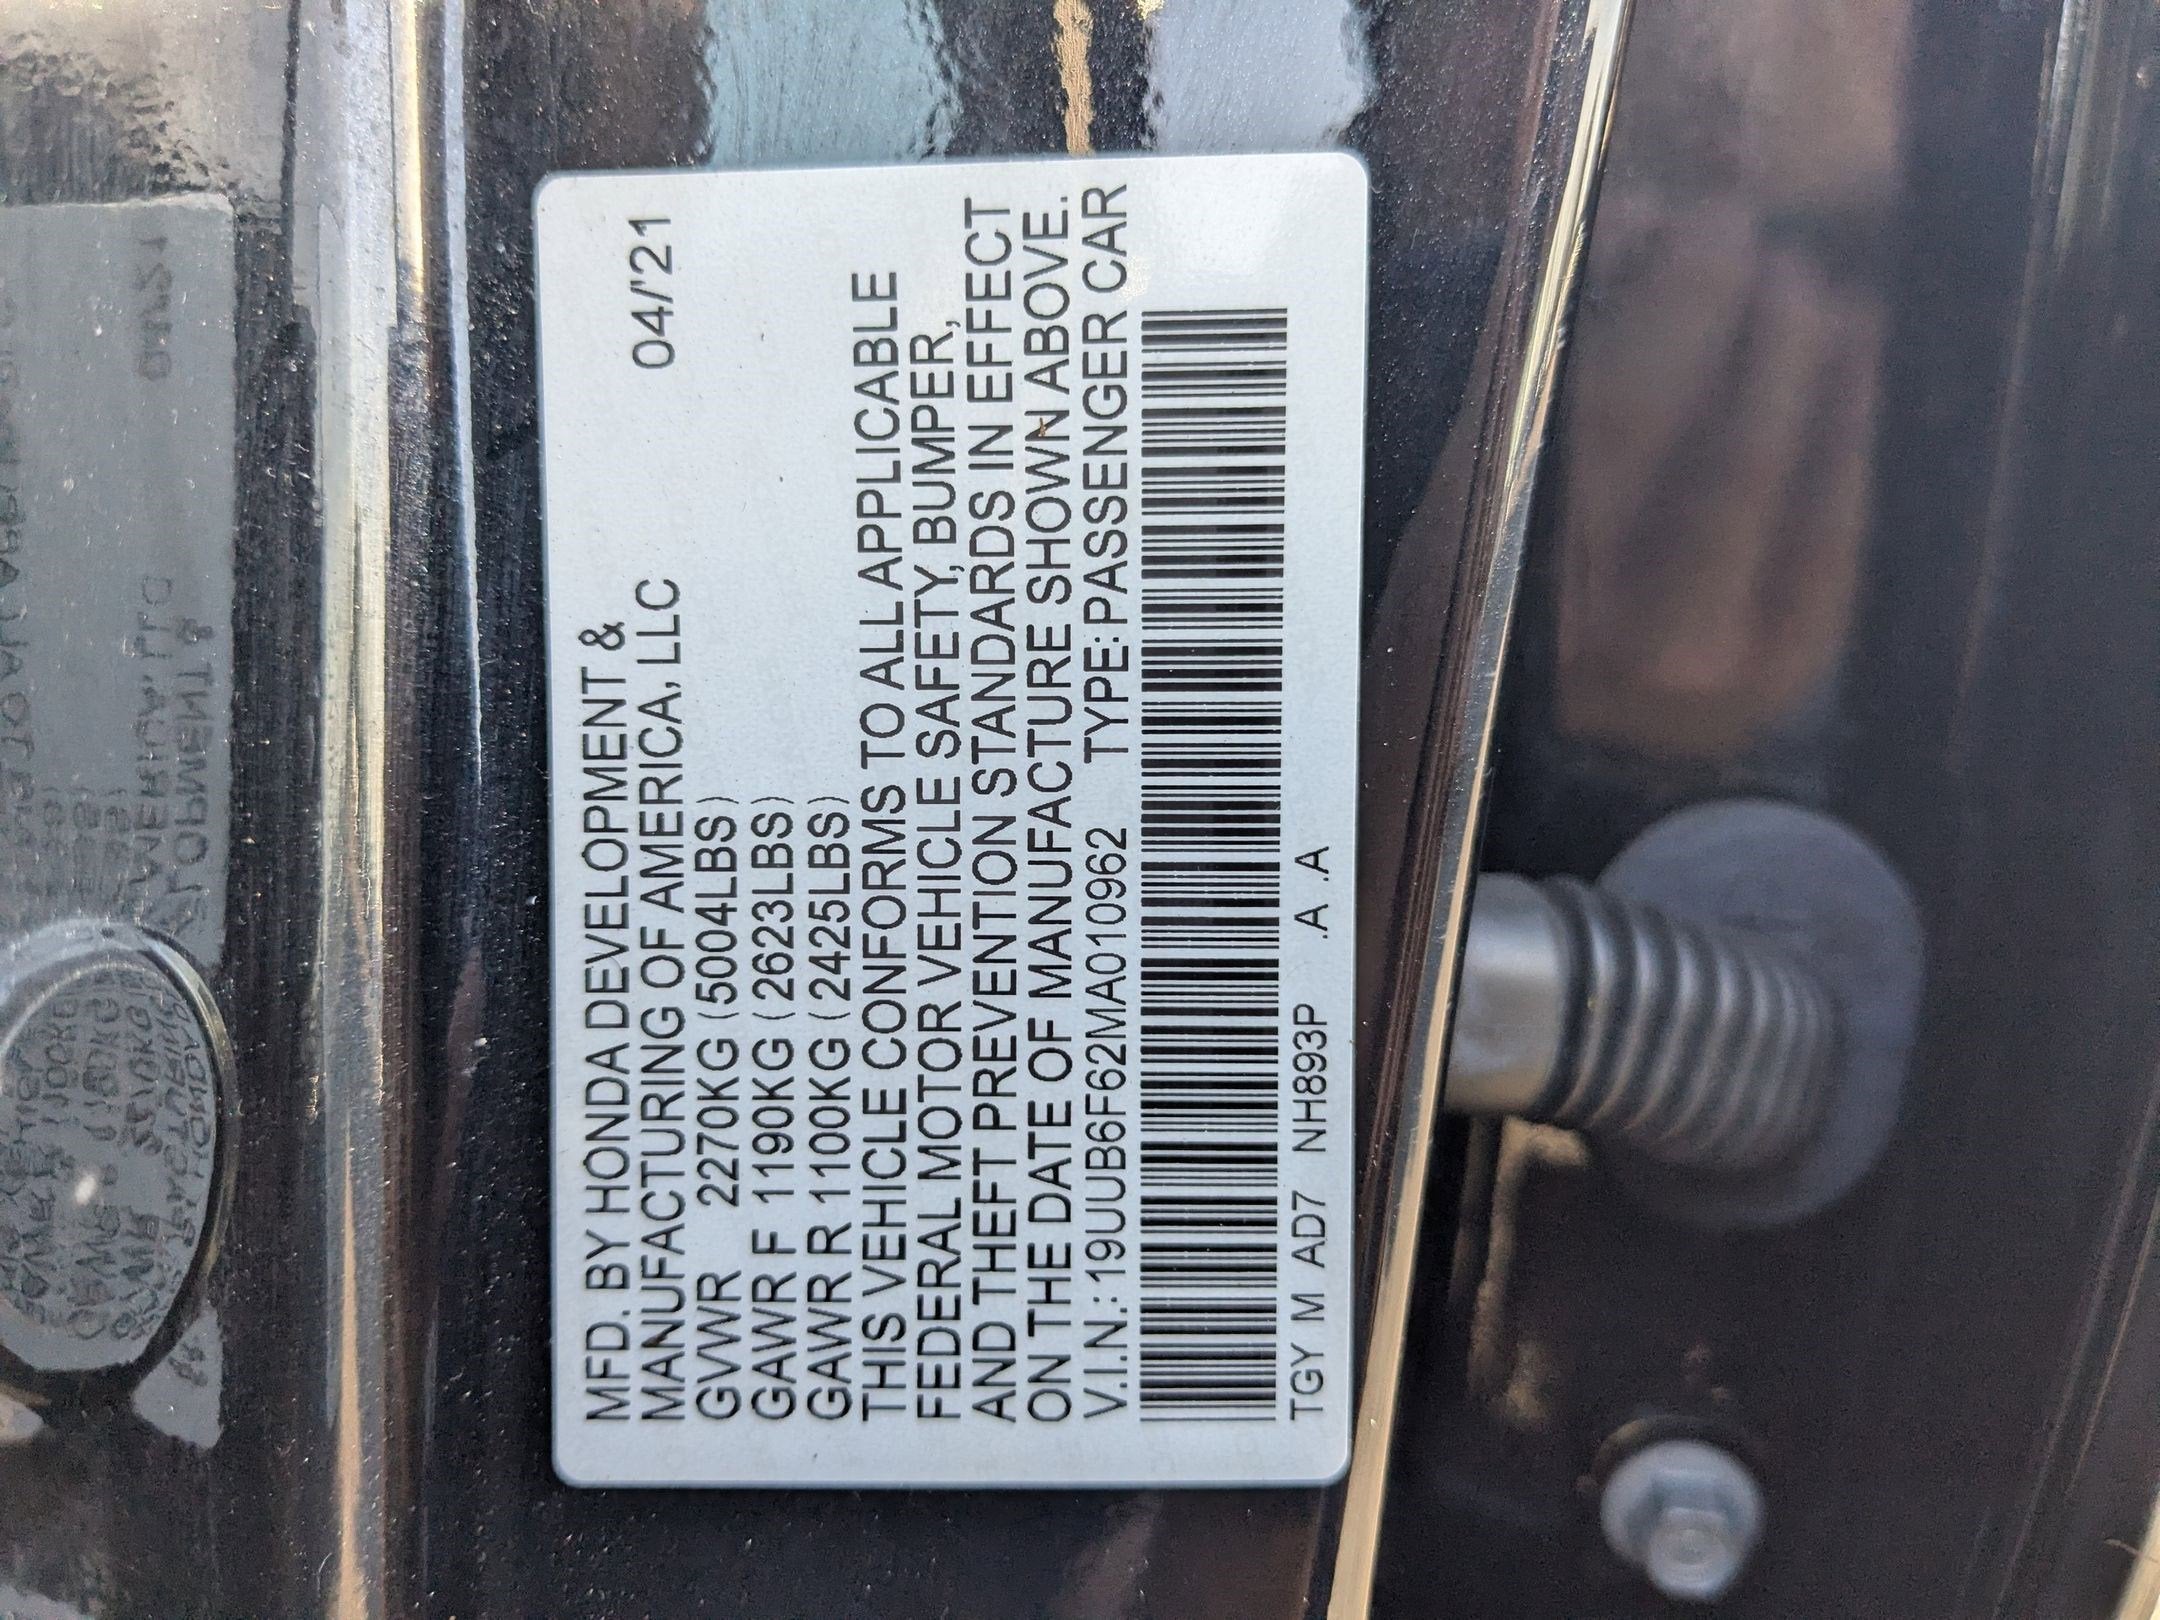 MFD. BY HONDA DEVELOPMENT &
MANUFACTURING OF AMERICA, LLC 04/'21
GVWR 2270KG (5004LBS)
GAWR F 1190KG (2623LBS)
GAWR R 1100KG (2425LBS)
THIS VEHICLE CONFORMS TO ALL APPLICABLE
FEDERAL MOTOR VEHICLE SAFETY, BUMPER,
AND THEFT PREVENTION STANDARDS IN EFFECT
ON THE DATE OF MANUFACTURE SHOWN ABOVE.
V.I.N.: 19UUB6F62MA010962 TYPE: PASSENGER CAR
TGY M AD7 NH893P .A .A